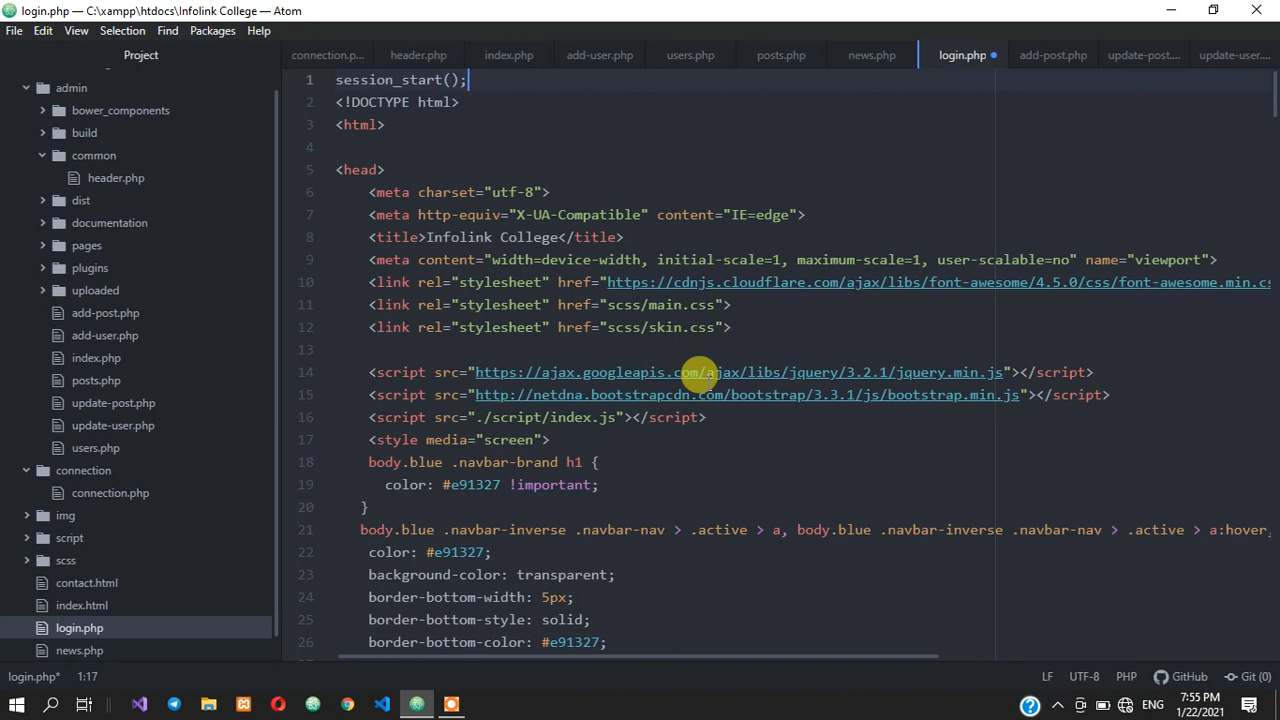 login.php — C:\xampp\htdocs\Infolink College — Atom
File Edit View Selection Find Packages Help
Project
connection.p... header.php index.php add-user.php users.php posts.php news.php login.php add-post.php update-post.... update-user....
admin
bower_components
build
common
header.php
dist
documentation
pages
plugins
uploaded
add-post.php
add-user.php
index.php
posts.php
update-post.php
update-user.php
users.php
connection
connection.php
img
script
scss
contact.html
index.html
login.php
news.php
1 session_start();
2 <!DOCTYPE html>
3 <html>
4
5 <head>
6 <meta charset="utf-8">
7 <meta http-equiv="X-UA-Compatible" content="IE=edge">
8 <title>Infolink College</title>
9 <meta content="width=device-width, initial-scale=1, maximum-scale=1, user-scalable=no" name="viewport">
10 <link rel="stylesheet" href="https://cdnjs.cloudflare.com/ajax/libs/font-awesome/4.5.0/css/font-awesome.min.cs
11 <link rel="stylesheet" href="scss/main.css">
12 <link rel="stylesheet" href="scss/skin.css">
13
14 <script src="https://ajax.googleapis.com/ajax/libs/jquery/3.2.1/jquery.min.js"></script>
15 <script src="http://netdna.bootstrapcdn.com/bootstrap/3.3.1/js/bootstrap.min.js"></script>
16 <script src="./script/index.js"></script>
17 <style media="screen">
18 body.blue .navbar-brand h1 {
19 color: #e91327 !important;
20 }
21 body.blue .navbar-inverse .navbar-nav > .active > a, body.blue .navbar-inverse .navbar-nav > .active > a:hover,
22 color: #e91327;
23 background-color: transparent;
24 border-bottom-width: 5px;
25 border-bottom-style: solid;
26 border-bottom-color: #e91327;
login.php* 1:17 LF UTF-8 PHP GitHub Git (0)
ENG 7:55 PM
1/22/2021